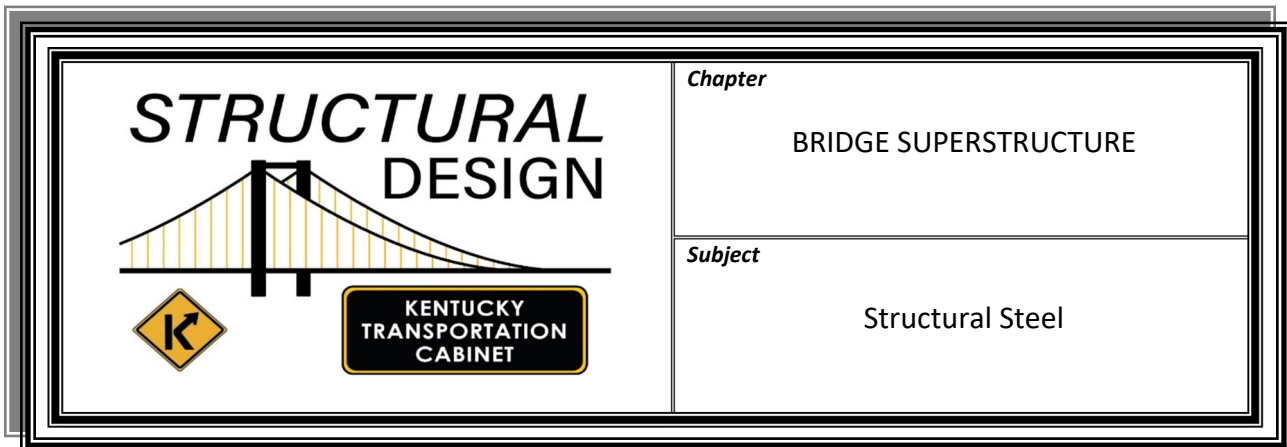 STRUCTURAL
DESIGN
KENTUCKY
TRANSPORTATION
CABINET
Chapter
BRIDGE SUPERSTRUCTURE
Subject
Structural Steel